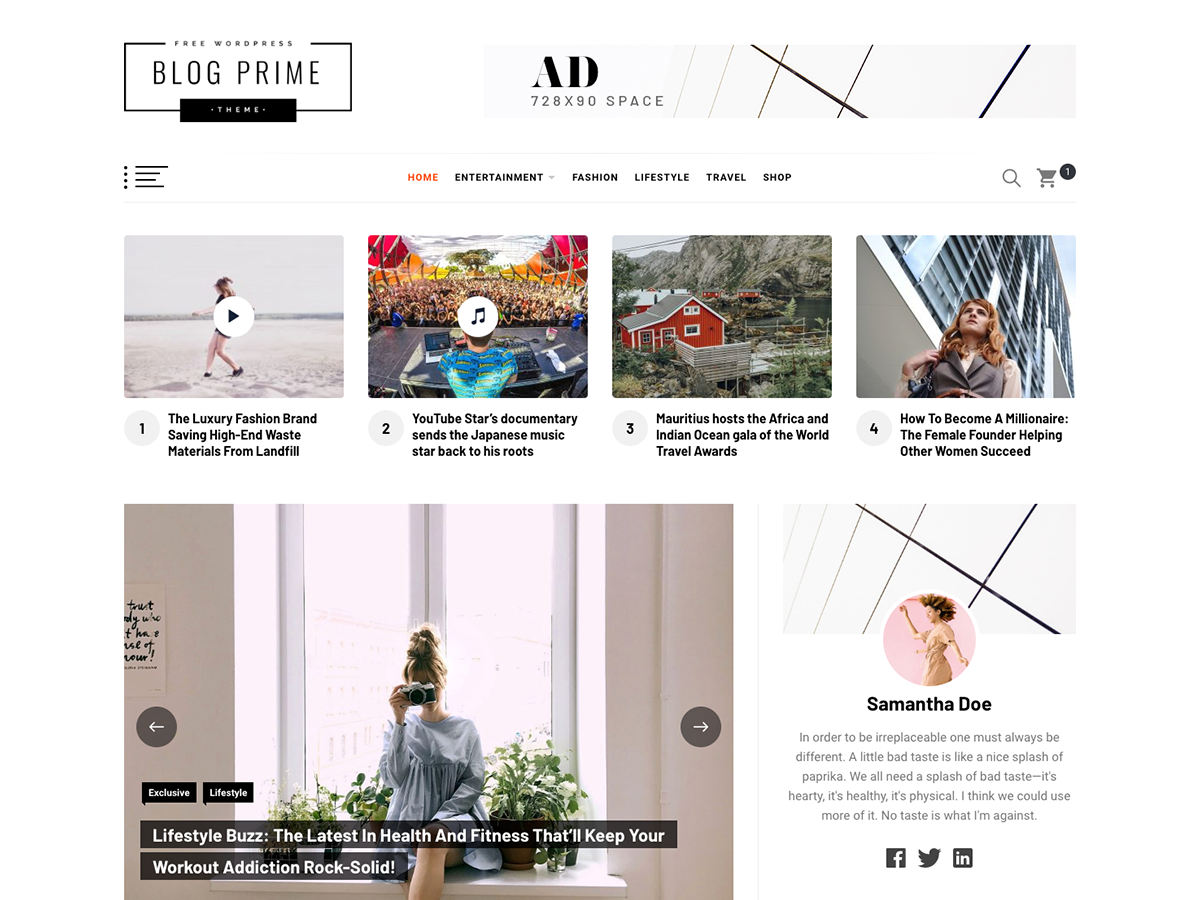 FREE WORDPRESS
BLOG PRIME
·THEME·
AD
728X90 SPACE
HOME ENTERTAINMENT FASHION LIFESTYLE TRAVEL SHOP
1
1
The Luxury Fashion Brand
Saving High-End Waste
Materials From Landfill
2
YouTube Star's documentary
sends the Japanese music
star back to his roots
3
Mauritius hosts the Africa and
Indian Ocean gala of the World
Travel Awards
4
How To Become A Millionaire:
The Female Founder Helping
Other Women Succeed
trust
who
have
of
Exclusive Lifestyle
Lifestyle Buzz: The Latest In Health And Fitness That'll Keep Your
Workout Addiction Rock-Solid!
Samantha Doe
In order to be irreplaceable one must always be
different. A little bad taste is like a nice splash of
paprika. We all need a splash of bad taste—it's
hearty, it's healthy, it's physical. I think we could use
more of it. No taste is what I'm against.